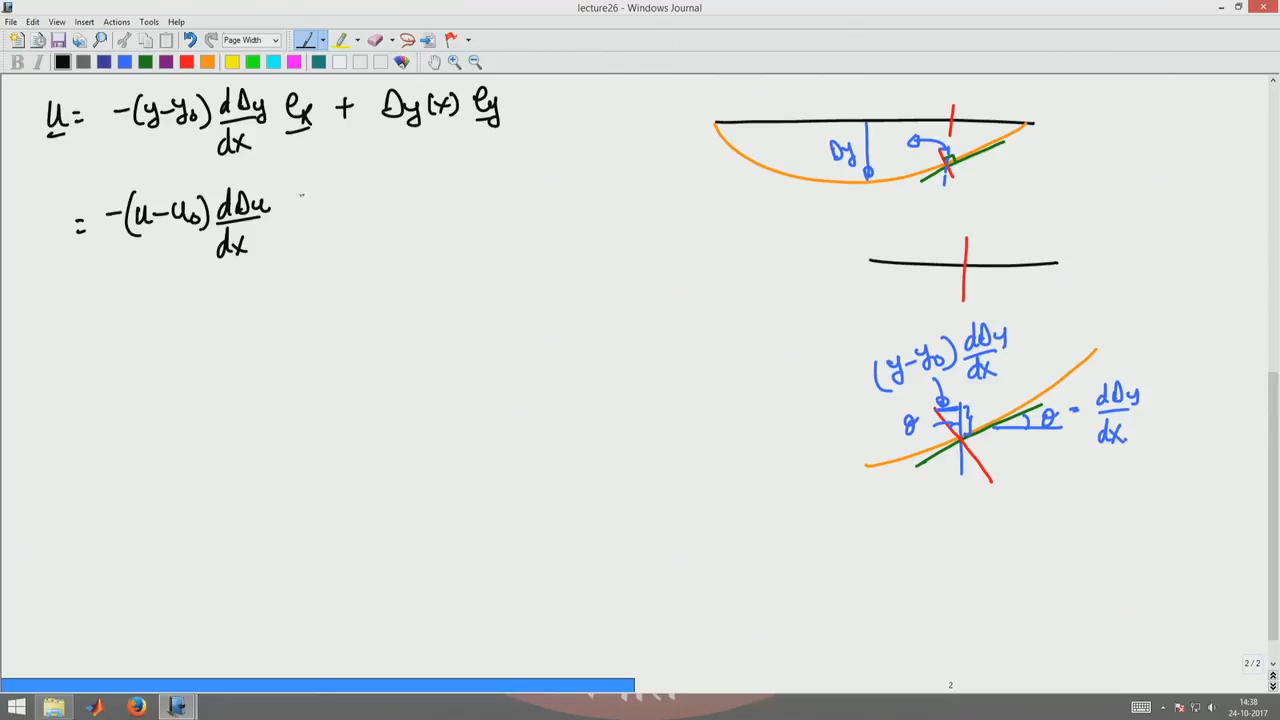 lecture26 - Windows Journal
File Edit View Insert Actions Tools Help
Page Width
u = -(y-y₀) dΔy/dx e_x + Δy(x) e_y
= -(u-u₀) dΔu/dx
Δy
(y-y₀) dΔy/dx
θ
θ = dΔy/dx
2 / 2
2
14:38
24-10-2017